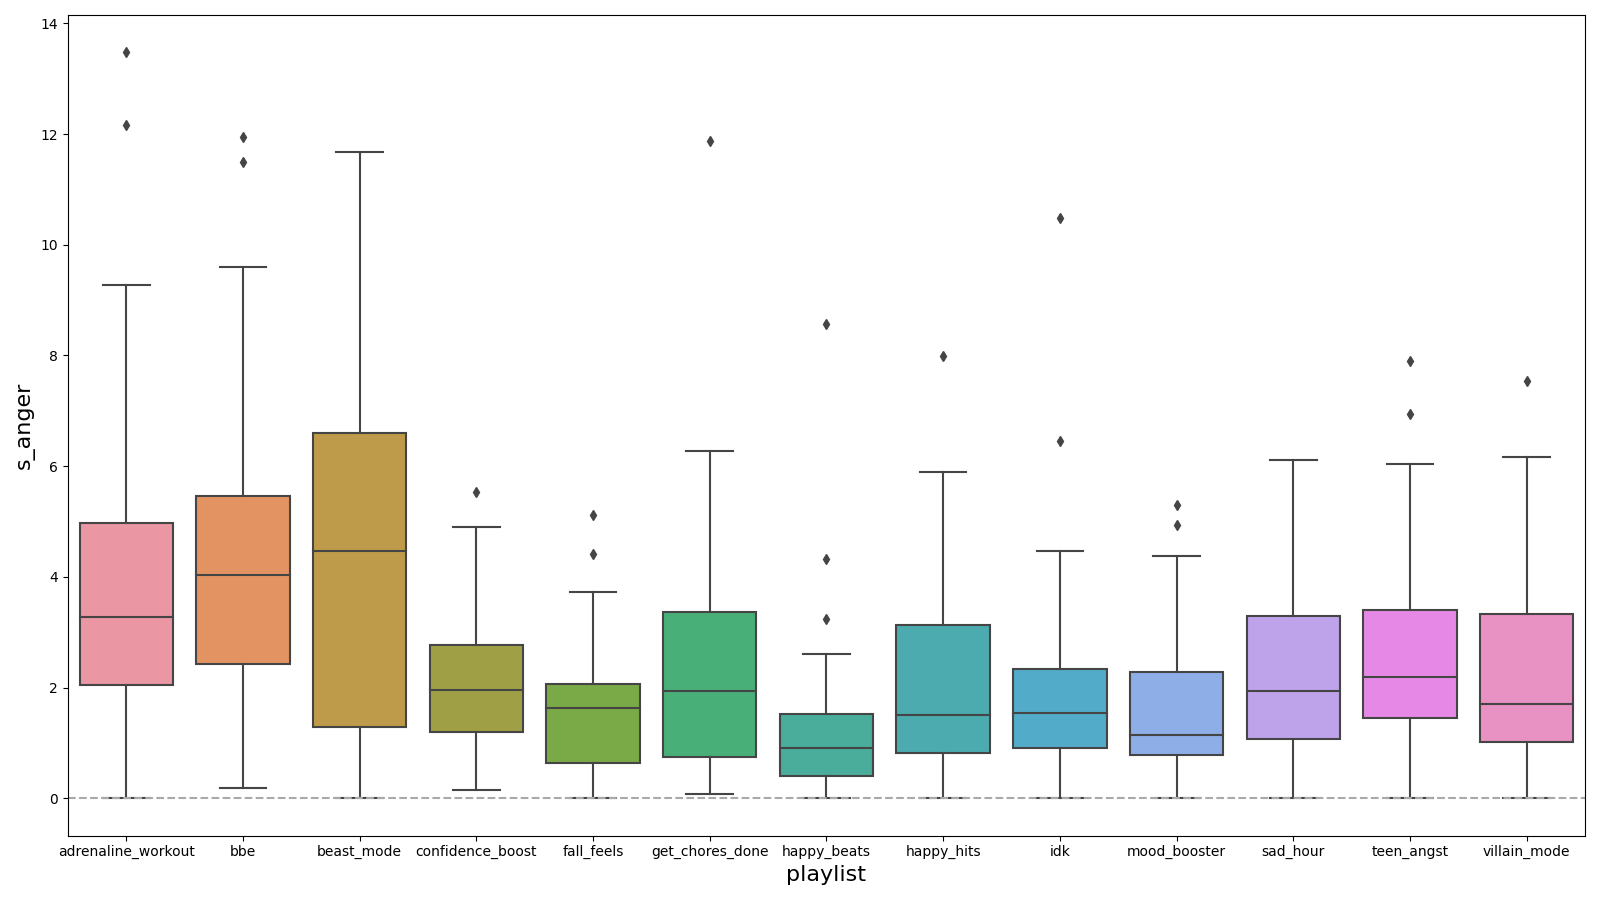 14
12
10
8
6
4
2
0
s_anger
adrenaline_workout bbe beast_mode confidence_boost fall_feels get_chores_done happy_beats happy_hits idk mood_booster sad_hour teen_angst villain_mode
playlist